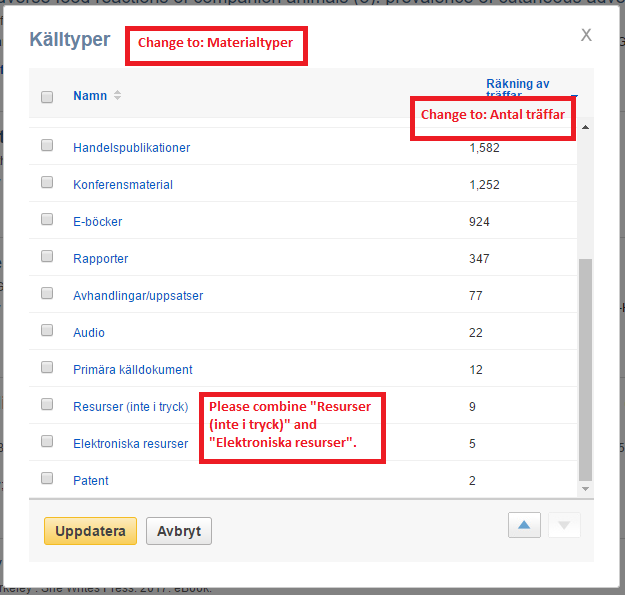 Källtyper
Change to: Materialtyper
X
Namn
Räkning av
träffar
Change to: Antal träffar
Handelspublikationer 1,582
Konferensmaterial 1,252
E-böcker 924
Rapporter 347
Avhandlingar/uppsatser 77
Audio 22
Primära källdokument 12
Resurser (inte i tryck) 9
Please combine "Resurser
(inte i tryck)" and
"Elektroniska resurser".
Elektroniska resurser 5
Patent 2
Uppdatera Avbryt